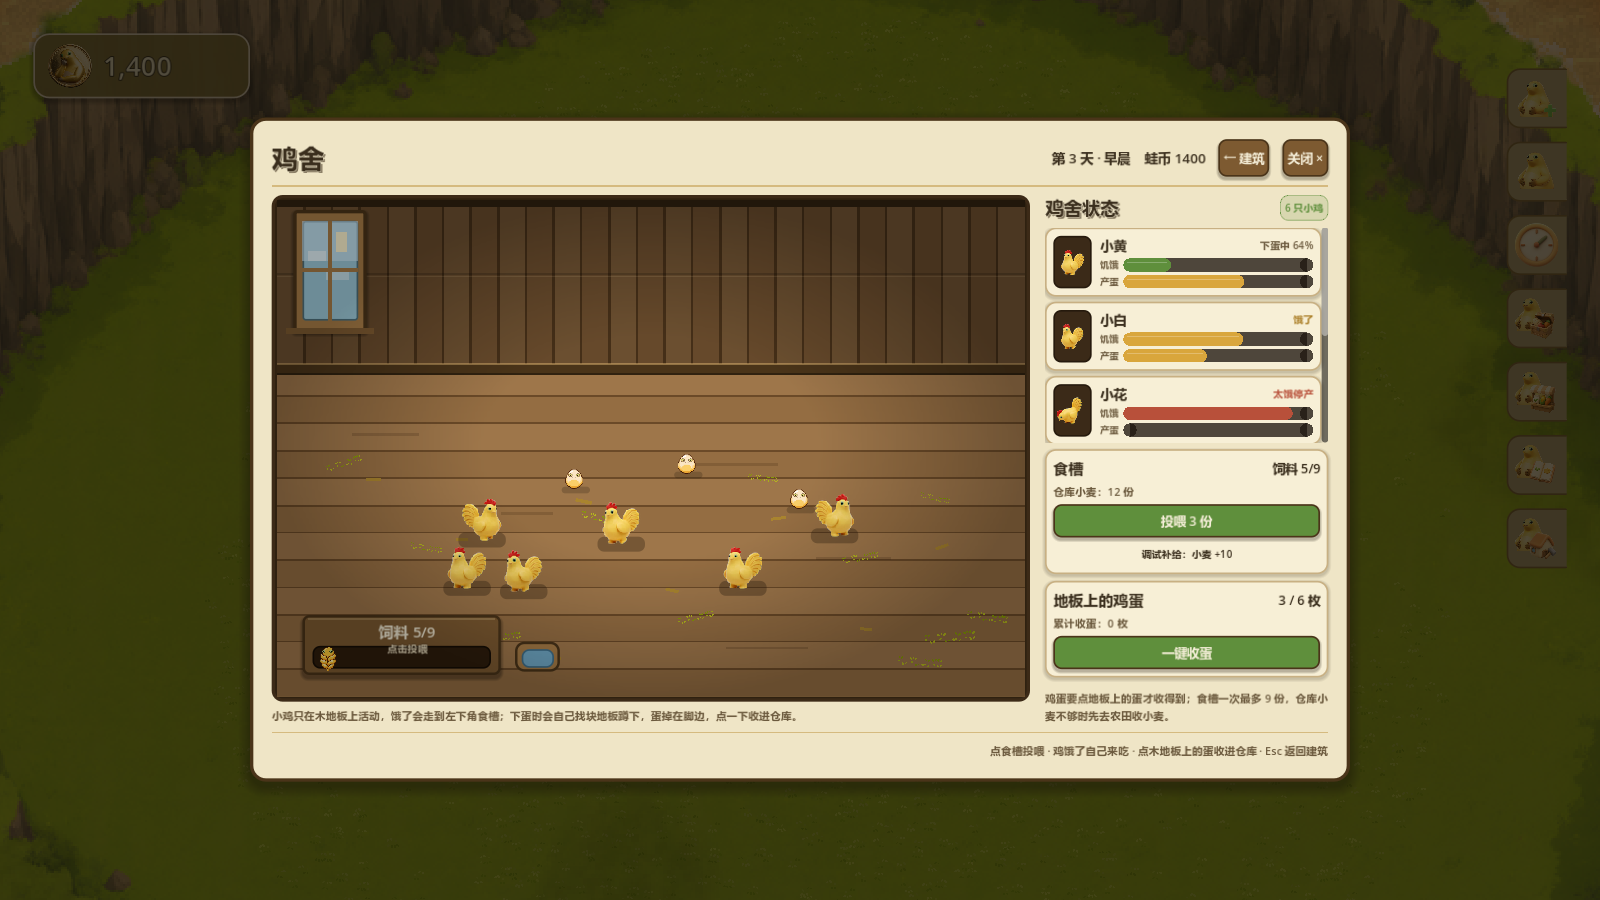 1,400
鸡舍
第 3 天 · 早晨 蛙币 1400 ← 建筑 关闭 ×
鸡舍状态 6 只小鸡
小黄 下蛋中 64%
饥饿
产蛋
小白 饿了
饥饿
产蛋
小花 太饿停产
饥饿
产蛋
食槽 饲料 5/9
仓库小麦：12 份
投喂 3 份
调试补给：小麦 +10
地板上的鸡蛋 3 / 6 枚
累计收蛋：0 枚
一键收蛋
鸡蛋要点地板上的蛋才收得到；食槽一次最多 9 份，仓库小
麦不够时先去农田收小麦。
饲料 5/9
点击投喂
小鸡只在木地板上活动，饿了会走到左下角食槽；下蛋时会自己找块地板蹲下，蛋掉在脚边，点一下收进仓库。
点食槽投喂 · 鸡饿了自己来吃 · 点木地板上的蛋收进仓库 · Esc 返回建筑